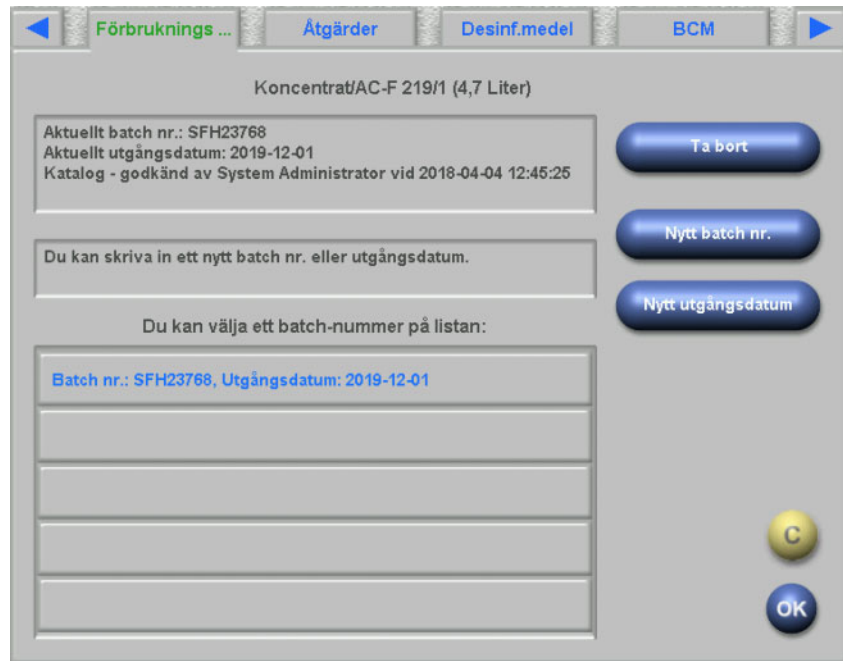 Förbruknings ...
Åtgärder
Desinf.medel
BCM
Koncentrat/AC-F 219/1 (4,7 Liter)
Aktuellt batch nr.: SFH23768
Aktuellt utgångsdatum: 2019-12-01
Katalog - godkänd av System Administrator vid 2018-04-04 12:45:25
Ta bort
Nytt batch nr.
Du kan skriva in ett nytt batch nr. eller utgångsdatum.
Nytt utgångsdatum
Du kan välja ett batch-nummer på listan:
Batch nr.: SFH23768, Utgångsdatum: 2019-12-01
C
OK